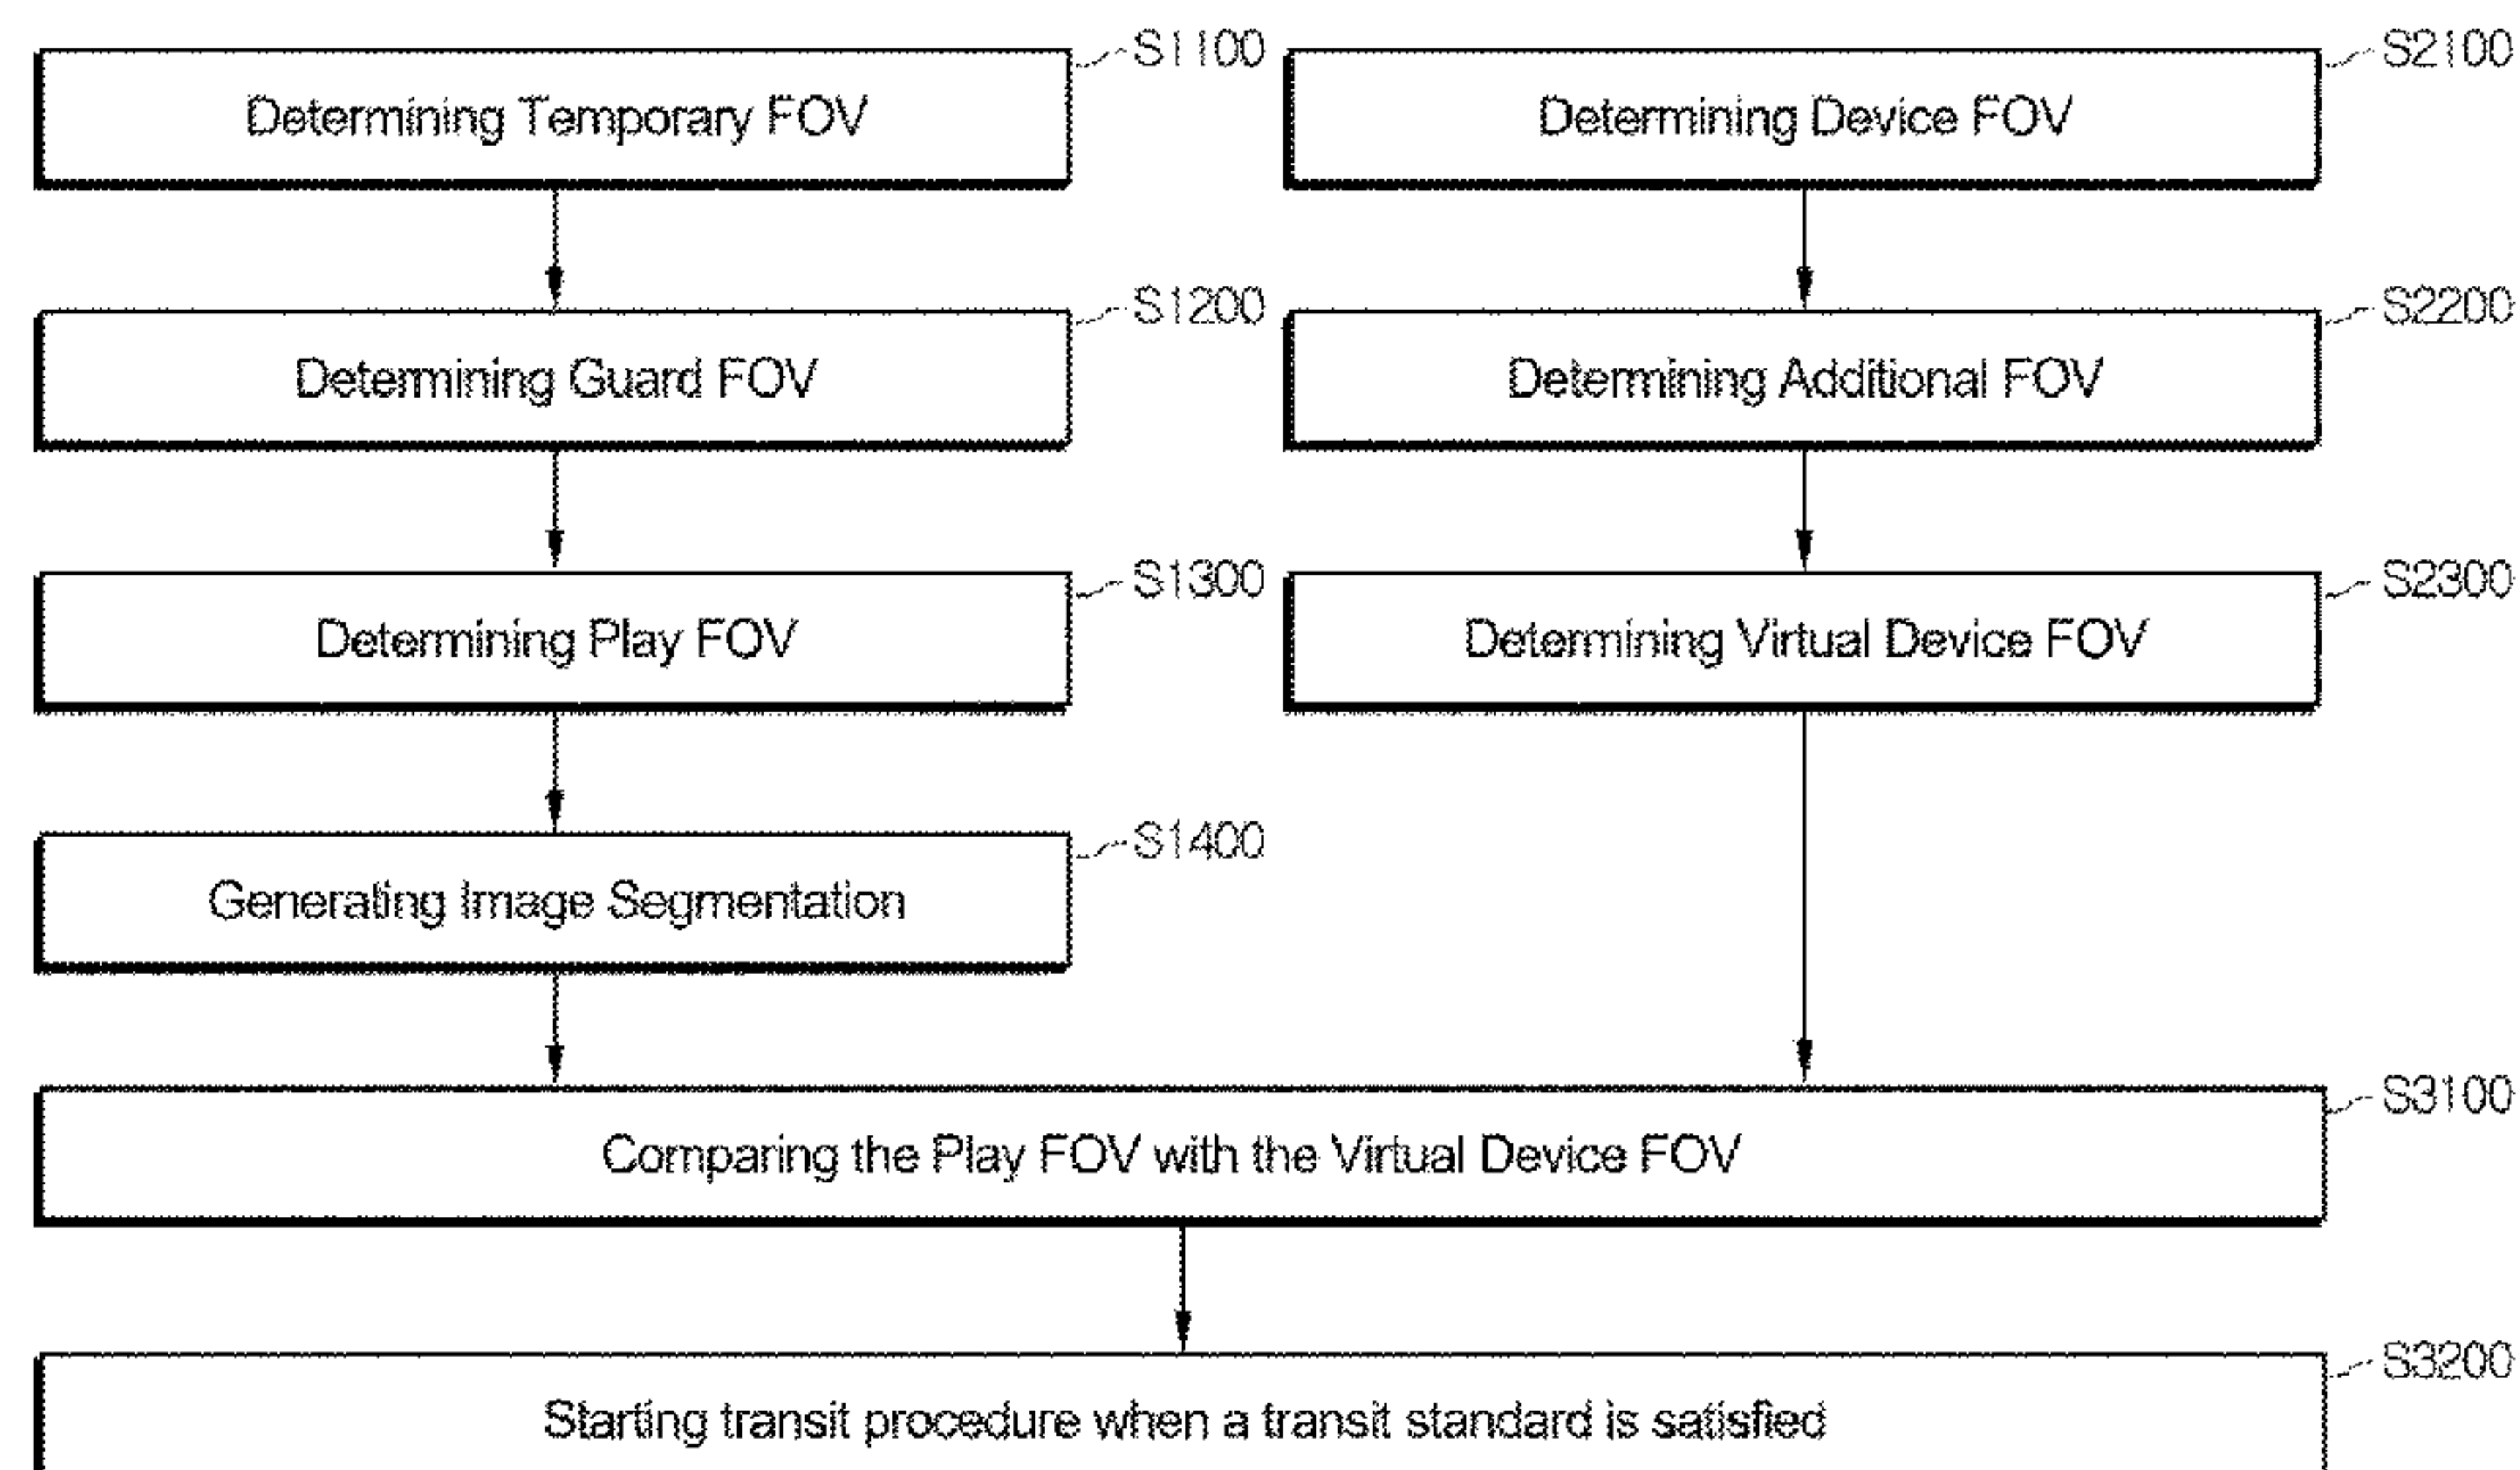 S1100
Determining Temporary FOV
S2100
Determining Device FOV
S1200
Determining Guard FOV
S2200
Determining Additional FOV
S1300
Determining Play FOV
S2300
Determining Virtual Device FOV
S1400
Generating Image Segmentation
S3100
Comparing the Play FOV with the Virtual Device FOV
S3200
Starting transit procedure when a transit standard is satisfied